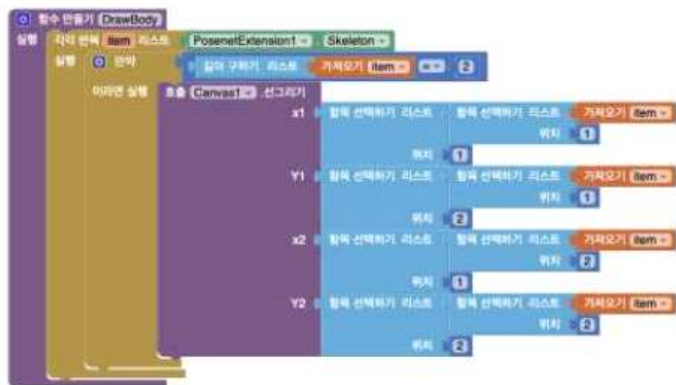 함수 만들기 DrawBody
실행 각각 반복 item 리스트 PosenetExtension1 . Skeleton
실행 만약 길이 구하기 리스트 가져오기 item = 2
이라면 실행 호출 Canvas1 .선그리기
x1 항목 선택하기 리스트 항목 선택하기 리스트 가져오기 item
위치 1
위치 1
Y1 항목 선택하기 리스트 항목 선택하기 리스트 가져오기 item
위치 1
위치 2
x2 항목 선택하기 리스트 항목 선택하기 리스트 가져오기 item
위치 2
위치 1
Y2 항목 선택하기 리스트 항목 선택하기 리스트 가져오기 item
위치 2
위치 2